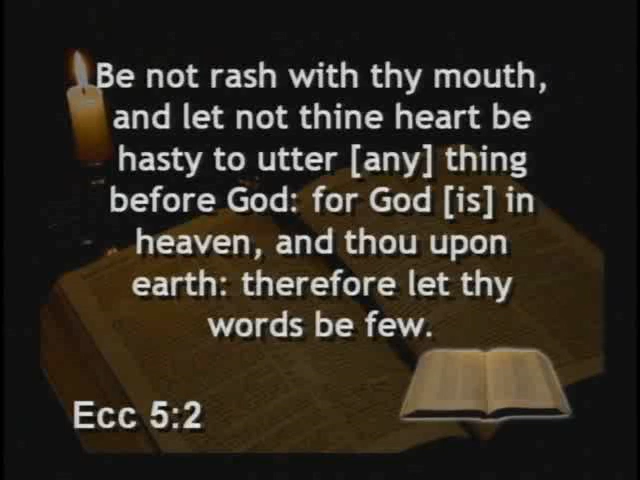 Be not rash with thy mouth,
and let not thine heart be
hasty to utter [any] thing
before God: for God [is] in
heaven, and thou upon
earth: therefore let thy
words be few.
Ecc 5:2